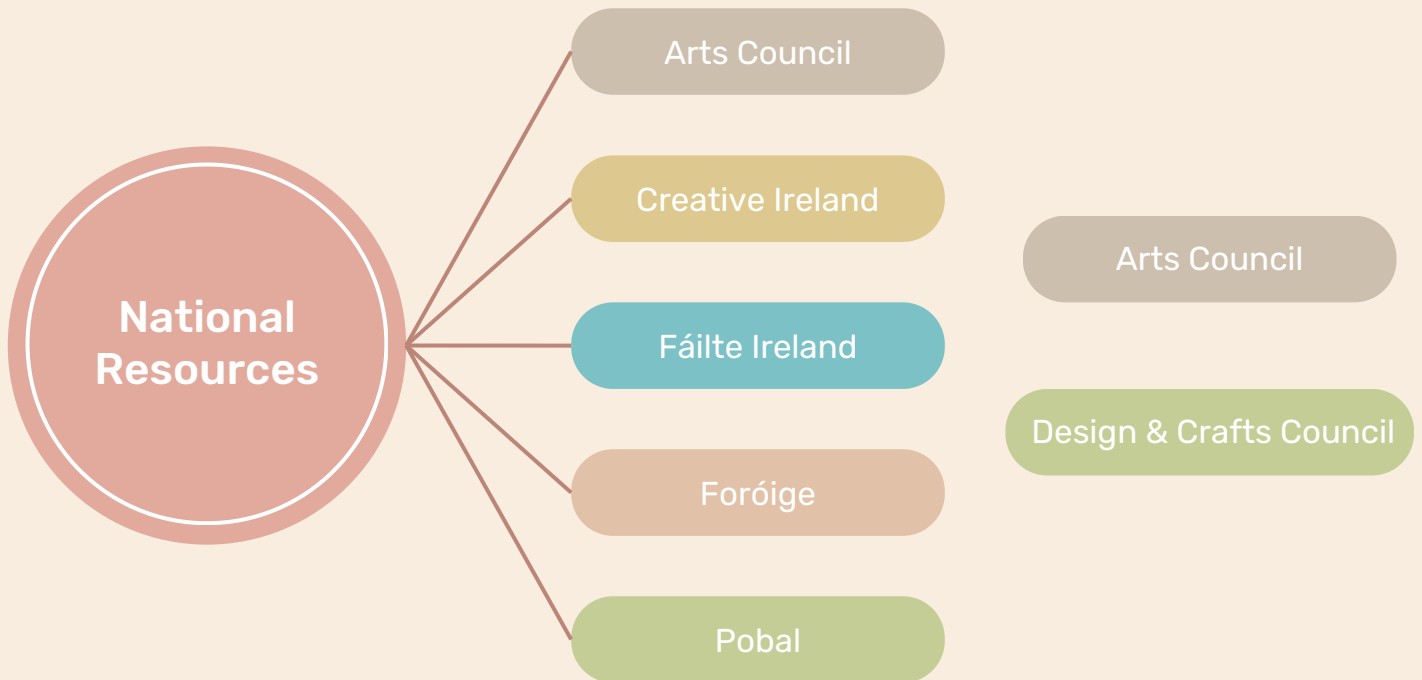 National
Resources
Arts Council
Creative Ireland
Fáilte Ireland
Foróige
Pobal
Arts Council
Design & Crafts Council